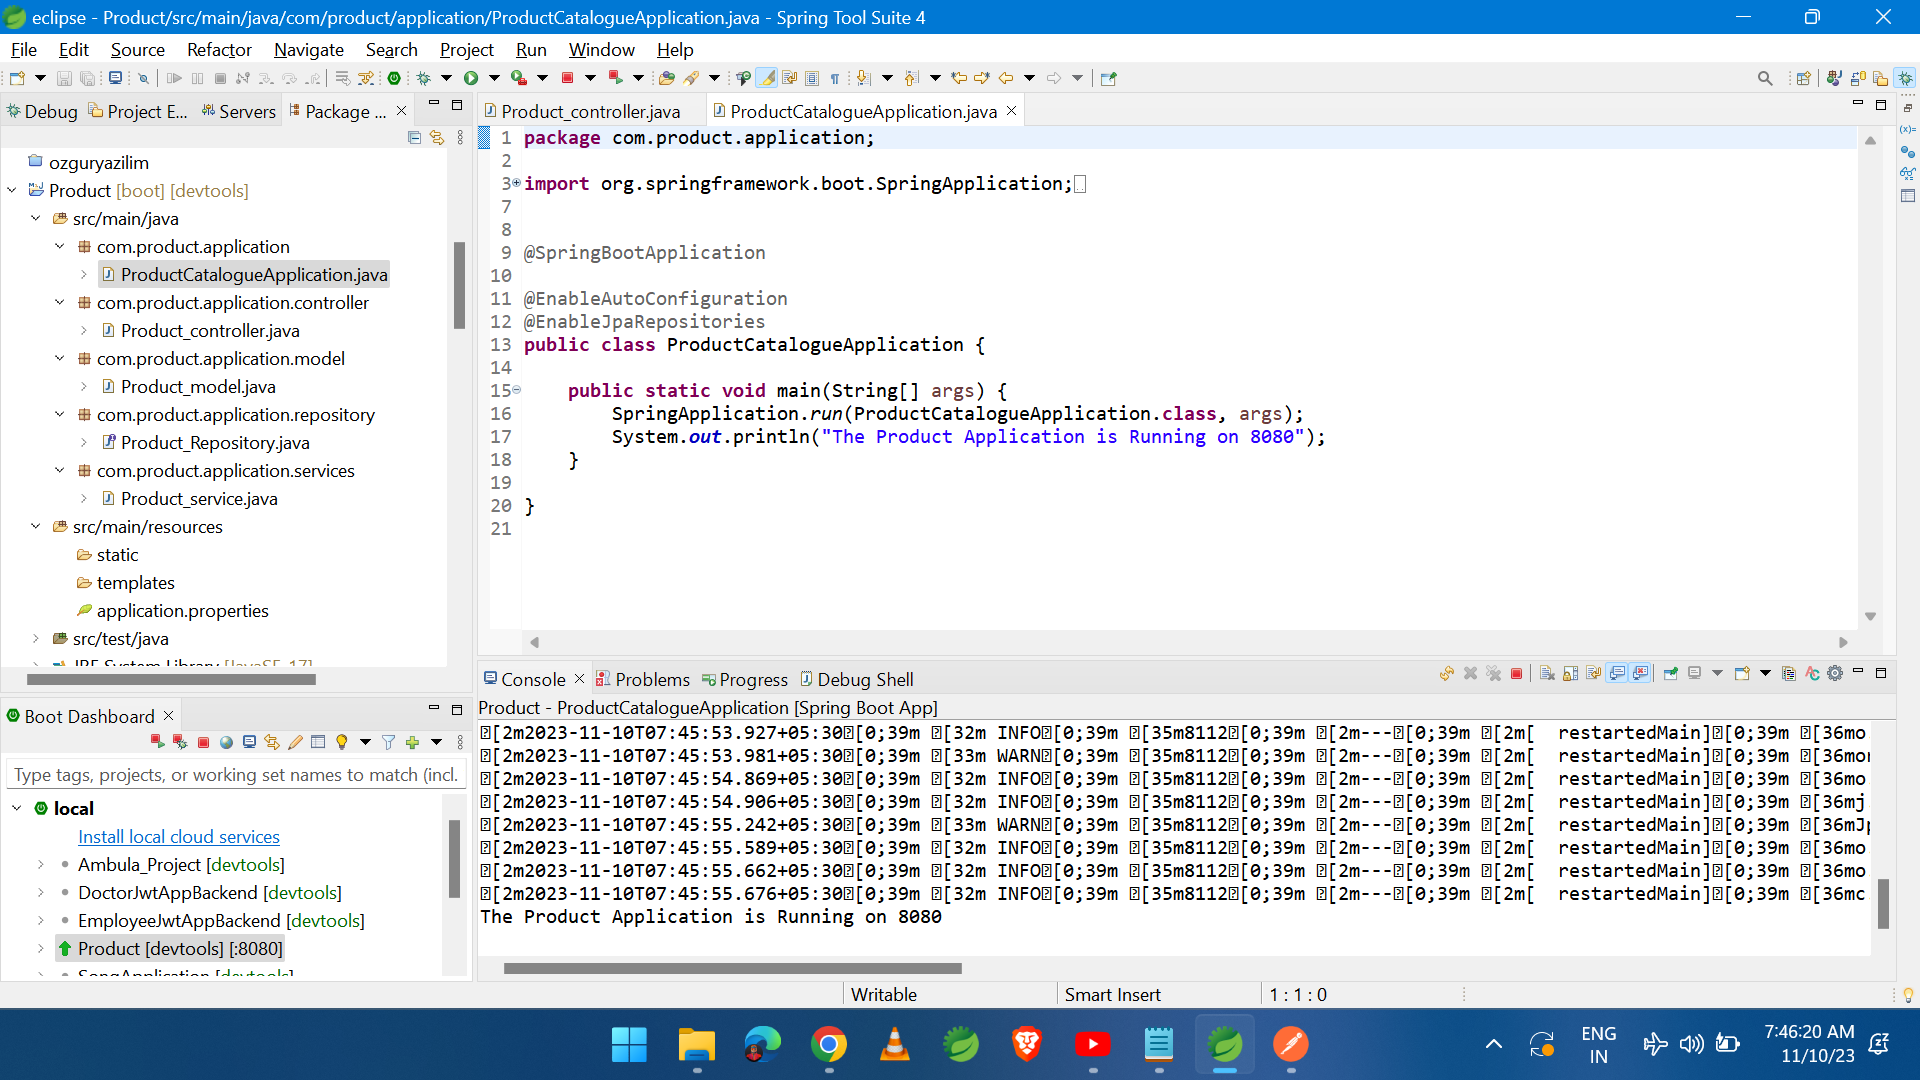 eclipse - Product/src/main/java/com/product/application/ProductCatalogueApplication.java - Spring Tool Suite 4
File Edit Source Refactor Navigate Search Project Run Window Help
Debug Project E... Servers Package ...
ozguryazilim
Product [boot] [devtools]
src/main/java
com.product.application
ProductCatalogueApplication.java
com.product.application.controller
Product_controller.java
com.product.application.model
Product_model.java
com.product.application.repository
Product_Repository.java
com.product.application.services
Product_service.java
src/main/resources
static
templates
application.properties
src/test/java
JRE System Library [JavaSE-17]
Product_controller.java ProductCatalogueApplication.java
1 package com.product.application;
2
3 import org.springframework.boot.SpringApplication;
7
8
9 @SpringBootApplication
10
11 @EnableAutoConfiguration
12 @EnableJpaRepositories
13 public class ProductCatalogueApplication {
14
15 public static void main(String[] args) {
16 SpringApplication.run(ProductCatalogueApplication.class, args);
17 System.out.println("The Product Application is Running on 8080");
18 }
19
20 }
21
Boot Dashboard
Type tags, projects, or working set names to match (incl.
local
Install local cloud services
Ambula_Project [devtools]
DoctorJwtAppBackend [devtools]
EmployeeJwtAppBackend [devtools]
Product [devtools] [:8080]
SongApplication [devtools]
Console Problems Progress Debug Shell
Product - ProductCatalogueApplication [Spring Boot App]
[2m2023-11-10T07:45:53.927+05:30[0;39m [32m INFO[0;39m [35m8112[0;39m [2m---[0;39m [2m[ restartedMain][0;39m [36mo
[2m2023-11-10T07:45:53.981+05:30[0;39m [33m WARN[0;39m [35m8112[0;39m [2m---[0;39m [2m[ restartedMain][0;39m [36mor
[2m2023-11-10T07:45:54.869+05:30[0;39m [32m INFO[0;39m [35m8112[0;39m [2m---[0;39m [2m[ restartedMain][0;39m [36mo
[2m2023-11-10T07:45:54.906+05:30[0;39m [32m INFO[0;39m [35m8112[0;39m [2m---[0;39m [2m[ restartedMain][0;39m [36mj
[2m2023-11-10T07:45:55.242+05:30[0;39m [33m WARN[0;39m [35m8112[0;39m [2m---[0;39m [2m[ restartedMain][0;39m [36mJp
[2m2023-11-10T07:45:55.589+05:30[0;39m [32m INFO[0;39m [35m8112[0;39m [2m---[0;39m [2m[ restartedMain][0;39m [36mo
[2m2023-11-10T07:45:55.662+05:30[0;39m [32m INFO[0;39m [35m8112[0;39m [2m---[0;39m [2m[ restartedMain][0;39m [36mo
[2m2023-11-10T07:45:55.676+05:30[0;39m [32m INFO[0;39m [35m8112[0;39m [2m---[0;39m [2m[ restartedMain][0;39m [36mc
The Product Application is Running on 8080
Writable Smart Insert 1 : 1 : 0
ENG
IN
7:46:20 AM
11/10/23